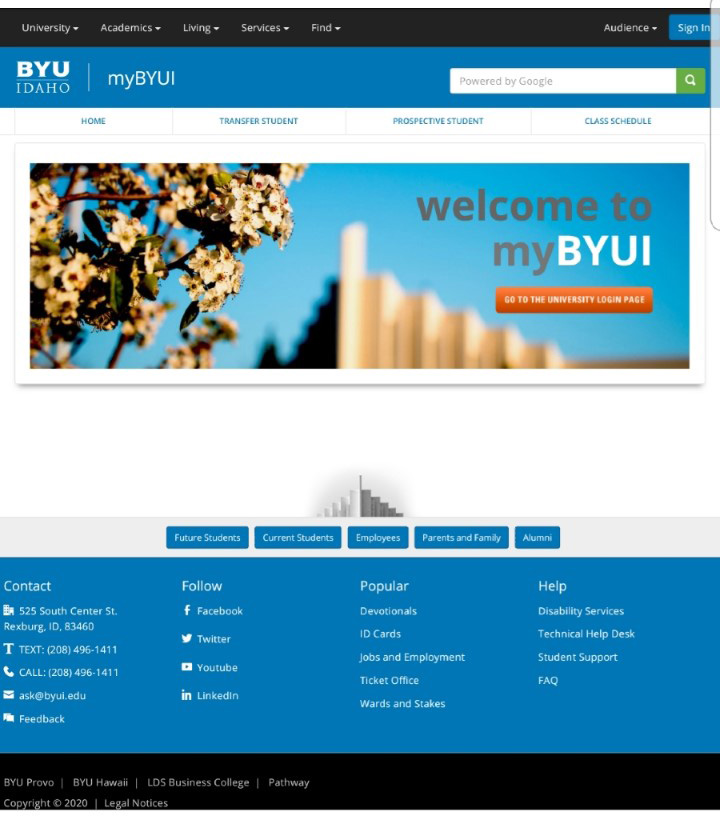 University Academics Living Services Find Audience Sign In
BYU
IDAHO
myBYUI
Powered by Google
HOME TRANSFER STUDENT PROSPECTIVE STUDENT CLASS SCHEDULE
welcome to
myBYUI
GO TO THE UNIVERSITY LOGIN PAGE
Future Students Current Students Employees Parents and Family Alumni
Contact
525 South Center St.
Rexburg, ID, 83460
TEXT: (208) 496-1411
CALL: (208) 496-1411
ask@byui.edu
Feedback
Follow
Facebook
Twitter
Youtube
LinkedIn
Popular
Devotionals
ID Cards
Jobs and Employment
Ticket Office
Wards and Stakes
Help
Disability Services
Technical Help Desk
Student Support
FAQ
BYU Provo | BYU Hawaii | LDS Business College | Pathway
Copyright © 2020 | Legal Notices